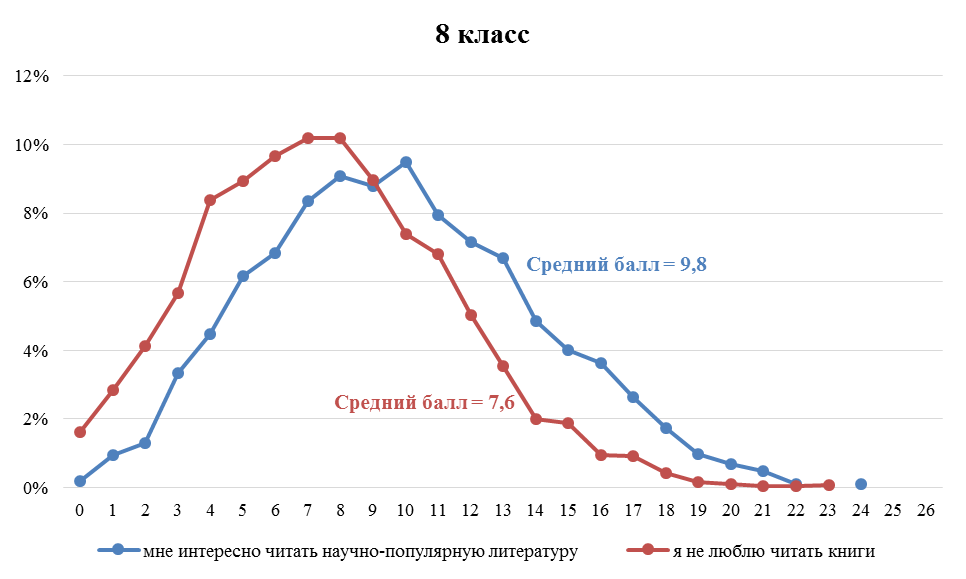 8 класс
12%
10%
8%
6%
4%
2%
0%
Средний балл = 9,8
Средний балл = 7,6
0 1 2 3 4 5 6 7 8 9 10 11 12 13 14 15 16 17 18 19 20 21 22 23 24 25 26
мне интересно читать научно-популярную литературу
я не люблю читать книги